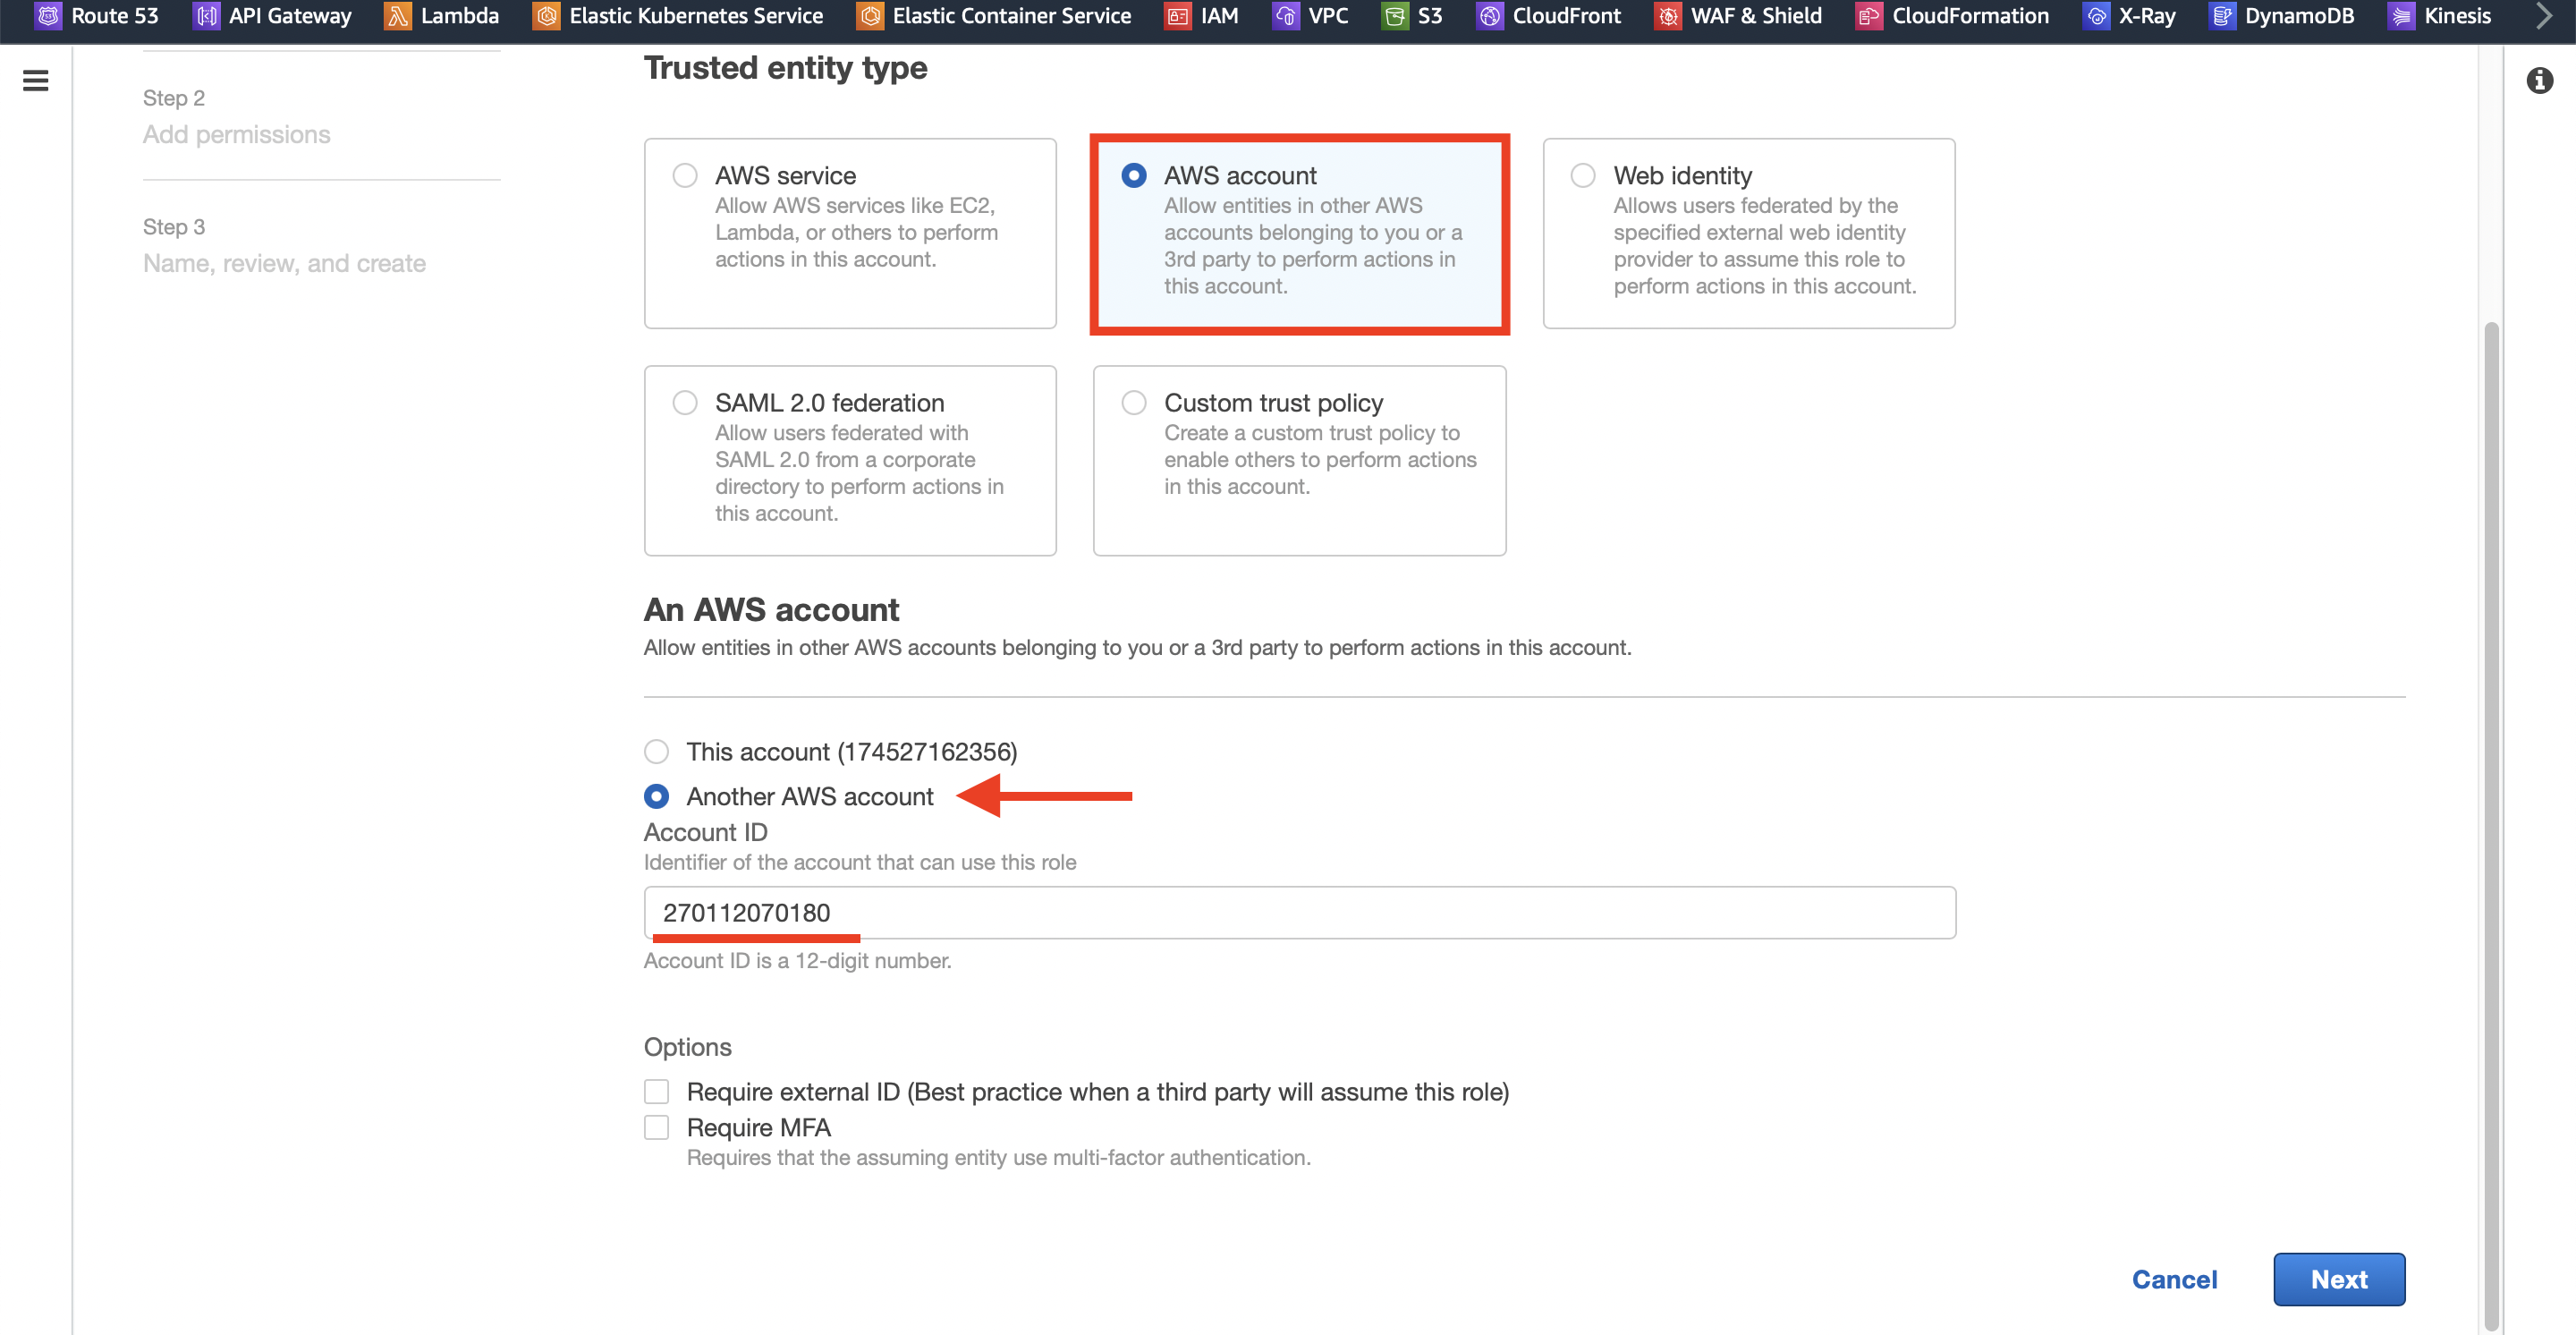 Route 53 API Gateway Lambda Elastic Kubernetes Service Elastic Container Service IAM VPC S3 CloudFront WAF & Shield CloudFormation X-Ray DynamoDB Kinesis
Step 2
Add permissions
Step 3
Name, review, and create
Trusted entity type
AWS service
Allow AWS services like EC2,
Lambda, or others to perform
actions in this account.
AWS account
Allow entities in other AWS
accounts belonging to you or a
3rd party to perform actions in
this account.
Web identity
Allows users federated by the
specified external web identity
provider to assume this role to
perform actions in this account.
SAML 2.0 federation
Allow users federated with
SAML 2.0 from a corporate
directory to perform actions in
this account.
Custom trust policy
Create a custom trust policy to
enable others to perform actions
in this account.
An AWS account
Allow entities in other AWS accounts belonging to you or a 3rd party to perform actions in this account.
This account (174527162356)
Another AWS account
Account ID
Identifier of the account that can use this role
270112070180
Account ID is a 12-digit number.
Options
Require external ID (Best practice when a third party will assume this role)
Require MFA
Requires that the assuming entity use multi-factor authentication.
Cancel Next